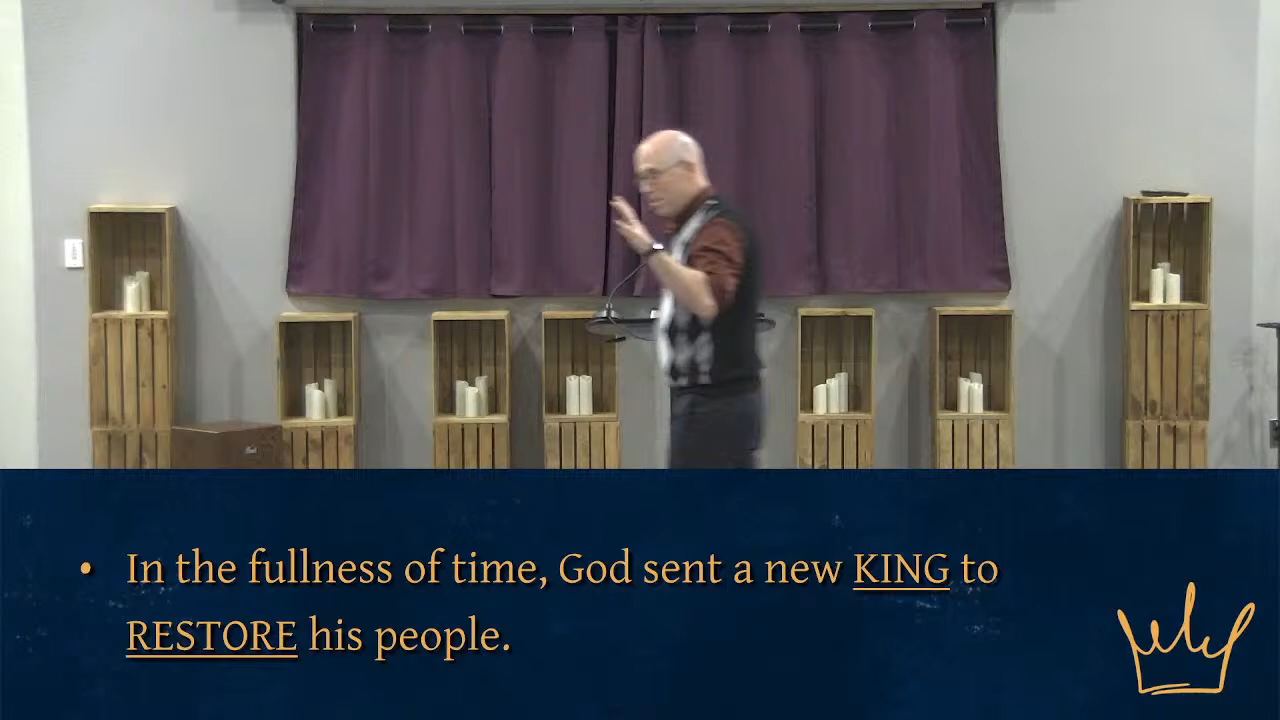 • In the fullness of time, God sent a new KING to
RESTORE his people.